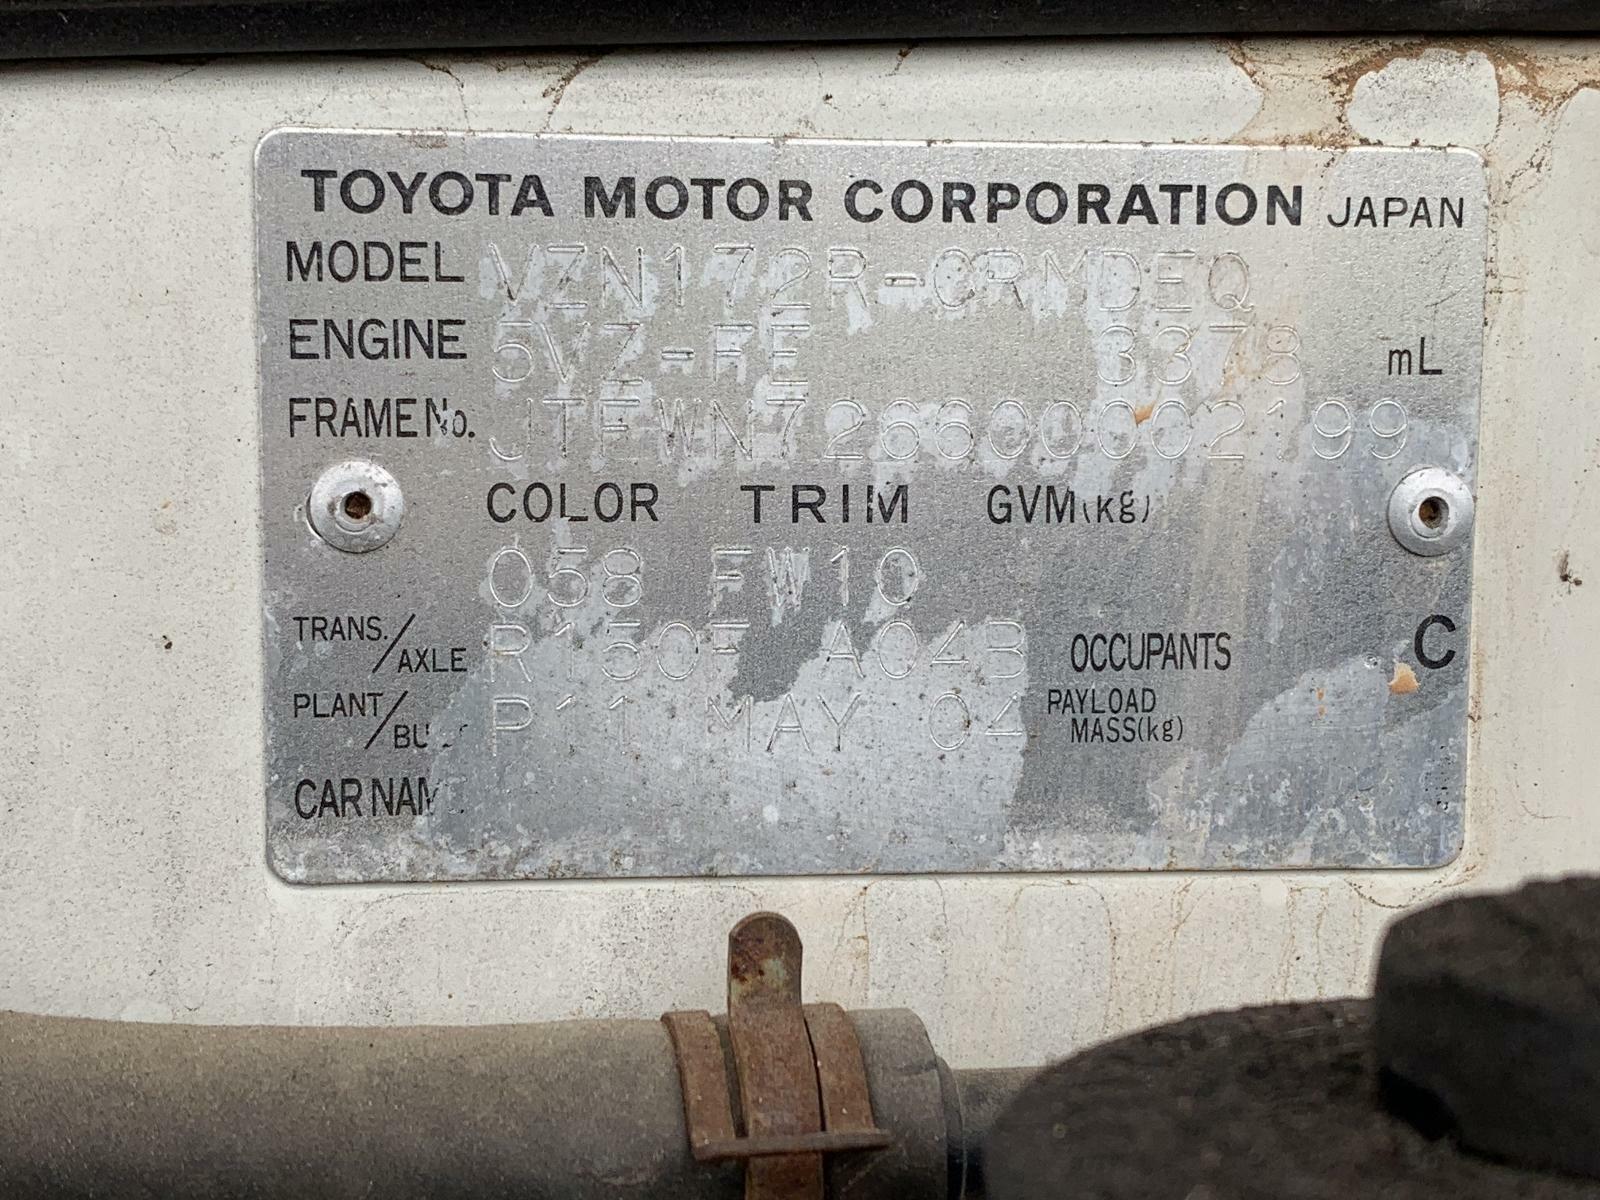 TOYOTA MOTOR CORPORATION JAPAN
MODEL VZN172R-CRMDEQ
ENGINE 5VZ-FE 3378 mL
FRAME No. JTFWN726600002199
COLOR TRIM GVM(kg)
058 FW10
TRANS./AXLE R150F A04B OCCUPANTS C
PLANT/ P11 MAY 04 PAYLOAD MASS(kg)
CAR NAM